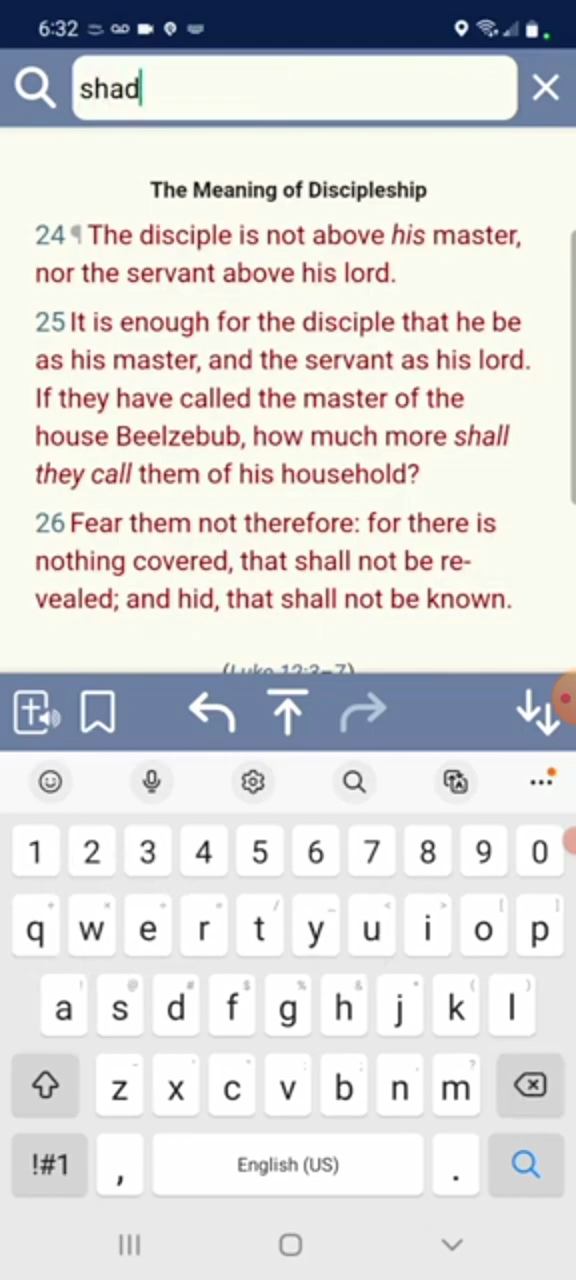 6:32
shad
The Meaning of Discipleship
24 ¶ The disciple is not above his master,
nor the servant above his lord.
25 It is enough for the disciple that he be
as his master, and the servant as his lord.
If they have called the master of the
house Beelzebub, how much more shall
they call them of his household?
26 Fear them not therefore: for there is
nothing covered, that shall not be re-
vealed; and hid, that shall not be known.
(Luke 12:3–7)
1 2 3 4 5 6 7 8 9 0
q w e r t y u i o p
a s d f g h j k l
z x c v b n m
!#1 , English (US) .